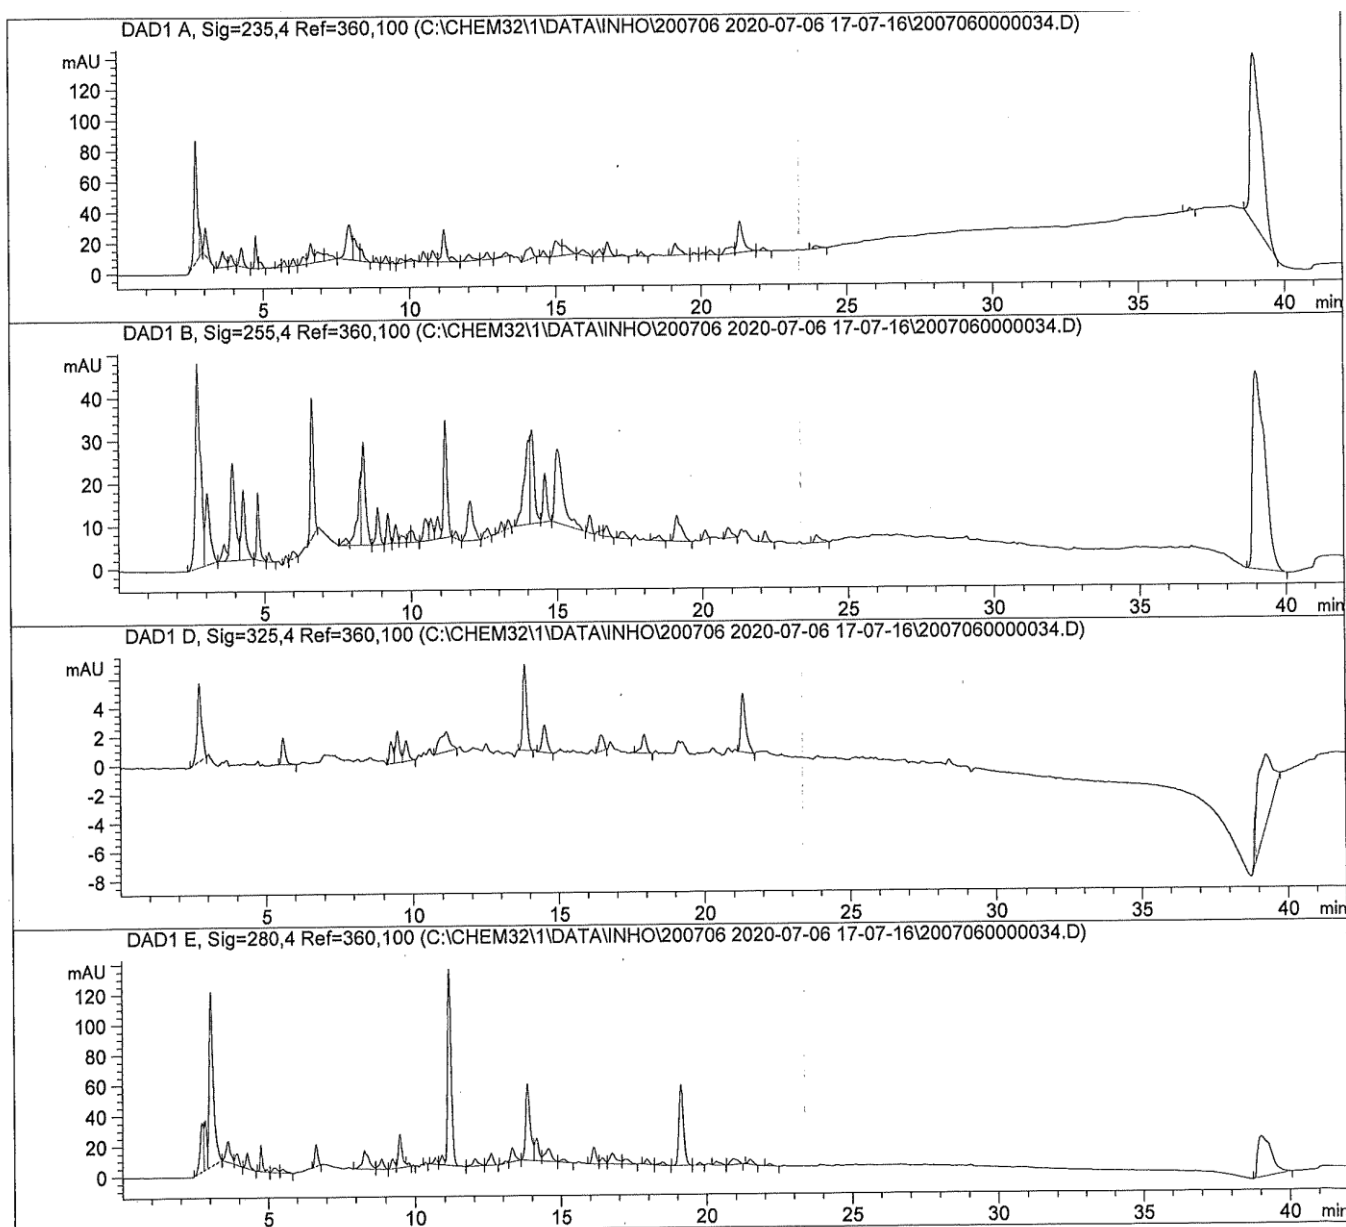 DAD1 A, Sig=235,4 Ref=360,100 (C:\CHEM32\1\DATA\INHO\200706 2020-07-06 17-07-16\2007060000034.D)
mAU
120
100
80
60
40
20
0
5 10 15 20 25 30 35 40 min
DAD1 B, Sig=255,4 Ref=360,100 (C:\CHEM32\1\DATA\INHO\200706 2020-07-06 17-07-16\2007060000034.D)
mAU
40
30
20
10
0
5 10 15 20 25 30 35 40 min
DAD1 D, Sig=325,4 Ref=360,100 (C:\CHEM32\1\DATA\INHO\200706 2020-07-06 17-07-16\2007060000034.D)
mAU
4
2
0
-2
-4
-6
-8
5 10 15 20 25 30 35 40 min
DAD1 E, Sig=280,4 Ref=360,100 (C:\CHEM32\1\DATA\INHO\200706 2020-07-06 17-07-16\2007060000034.D)
mAU
120
100
80
60
40
20
0
5 10 15 20 25 30 35 40 min